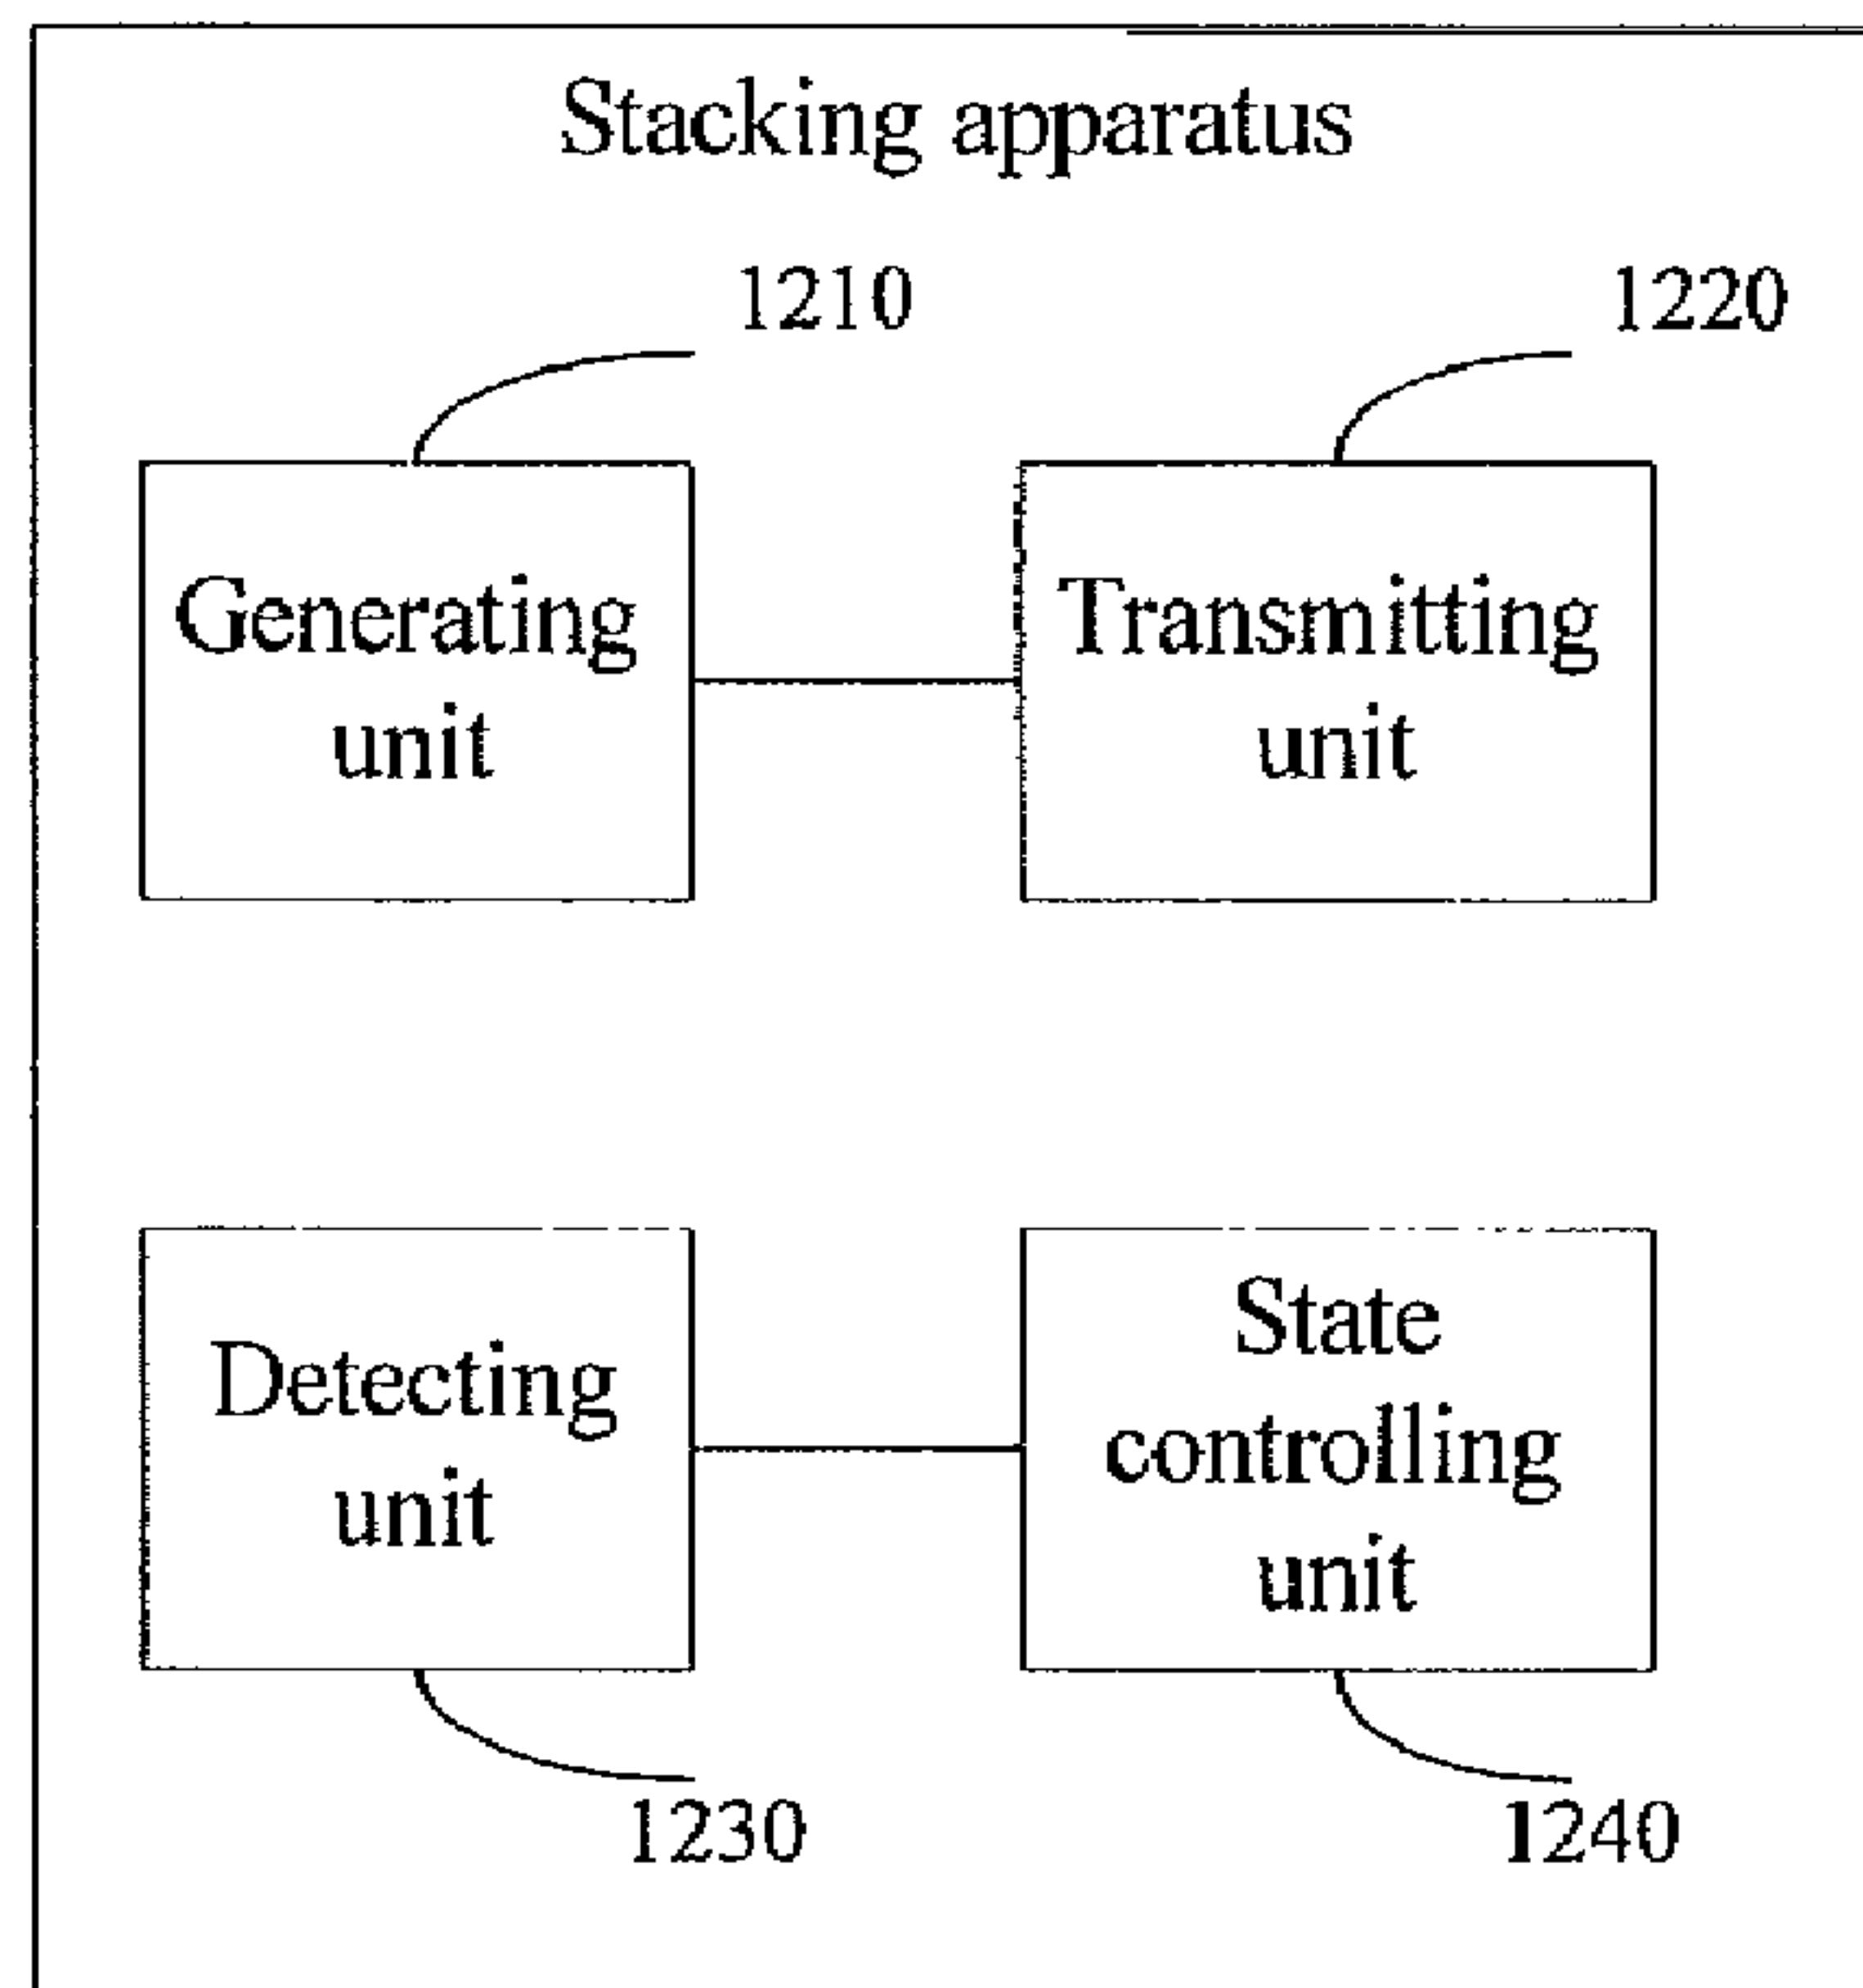 Stacking apparatus
1210
1220
Generating
unit
Transmitting
unit
Detecting
unit
State
controlling
unit
1230
1240